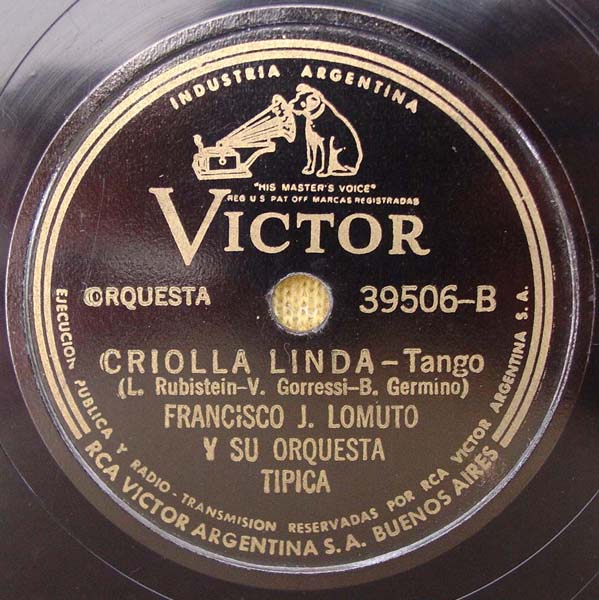 INDUSTRIA ARGENTINA
"HIS MASTER'S VOICE"
REG U S PAT OFF MARCAS REGISTRADAS
VICTOR
ORQUESTA
39506-B
CRIOLLA LINDA - Tango
(L. Rubistein-V. Gorressi-B. Germino)
FRANCISCO J. LOMUTO
Y SU ORQUESTA
TIPICA
EJECUCION PUBLICA Y RADIO-TRANSMISION RESERVADAS POR RCA VICTOR ARGENTINA S.A.
RCA VICTOR ARGENTINA S.A. BUENOS AIRES